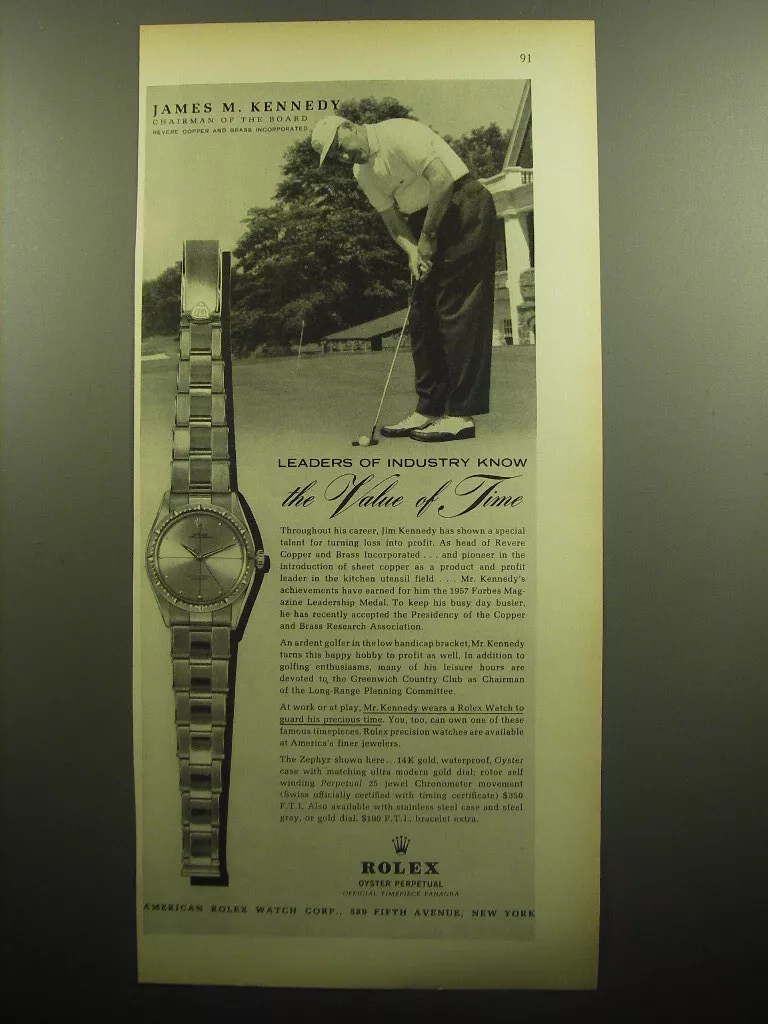 91
JAMES M. KENNEDY
CHAIRMAN OF THE BOARD
REVERE COPPER AND BRASS INCORPORATED
LEADERS OF INDUSTRY KNOW
the Value of Time
Throughout his career, Jim Kennedy has shown a special
talent for turning loss into profit. As head of Revere
Copper and Brass Incorporated . . . and pioneer in the
introduction of sheet copper as a product and profit
leader in the kitchen utensil field . . . Mr. Kennedy's
achievements have earned for him the 1957 Forbes Mag-
azine Leadership Medal. To keep his busy day busier,
he has recently accepted the Presidency of the Copper
and Brass Research Association.
An ardent golfer in the low handicap bracket, Mr. Kennedy
turns this happy hobby to profit as well. In addition to
golfing enthusiasms, many of his leisure hours are
devoted to the Greenwich Country Club as Chairman
of the Long-Range Planning Committee.
At work or at play, Mr. Kennedy wears a Rolex Watch to
guard his precious time. You, too, can own one of these
famous timepieces. Rolex precision watches are available
at America's finer jewelers.
The Zephyr shown here . . . 14K gold, waterproof, Oyster
case with matching ultra modern gold dial; rotor self
winding Perpetual 25 jewel Chronometer movement
(Swiss officially certified with timing certificate) $350
F.T.I. Also available with stainless steel case and steel
grey, or gold dial, $190 F.T.I., bracelet extra.
ROLEX
OYSTER PERPETUAL
OFFICIAL TIMEPIECE PANAGRA
AMERICAN ROLEX WATCH CORP., 580 FIFTH AVENUE, NEW YORK